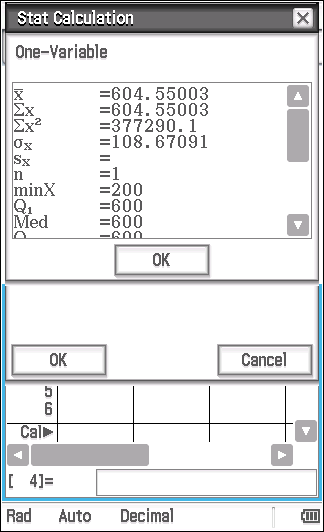 Stat Calculation
One-Variable
x̄ =604.55003
Σx =604.55003
Σx² =377290.1
σx =108.67091
sx =
n =1
minX =200
Q₁ =600
Med =600
=600
OK
OK Cancel
5
6
Cal▶
[ 4]=
Rad Auto Decimal